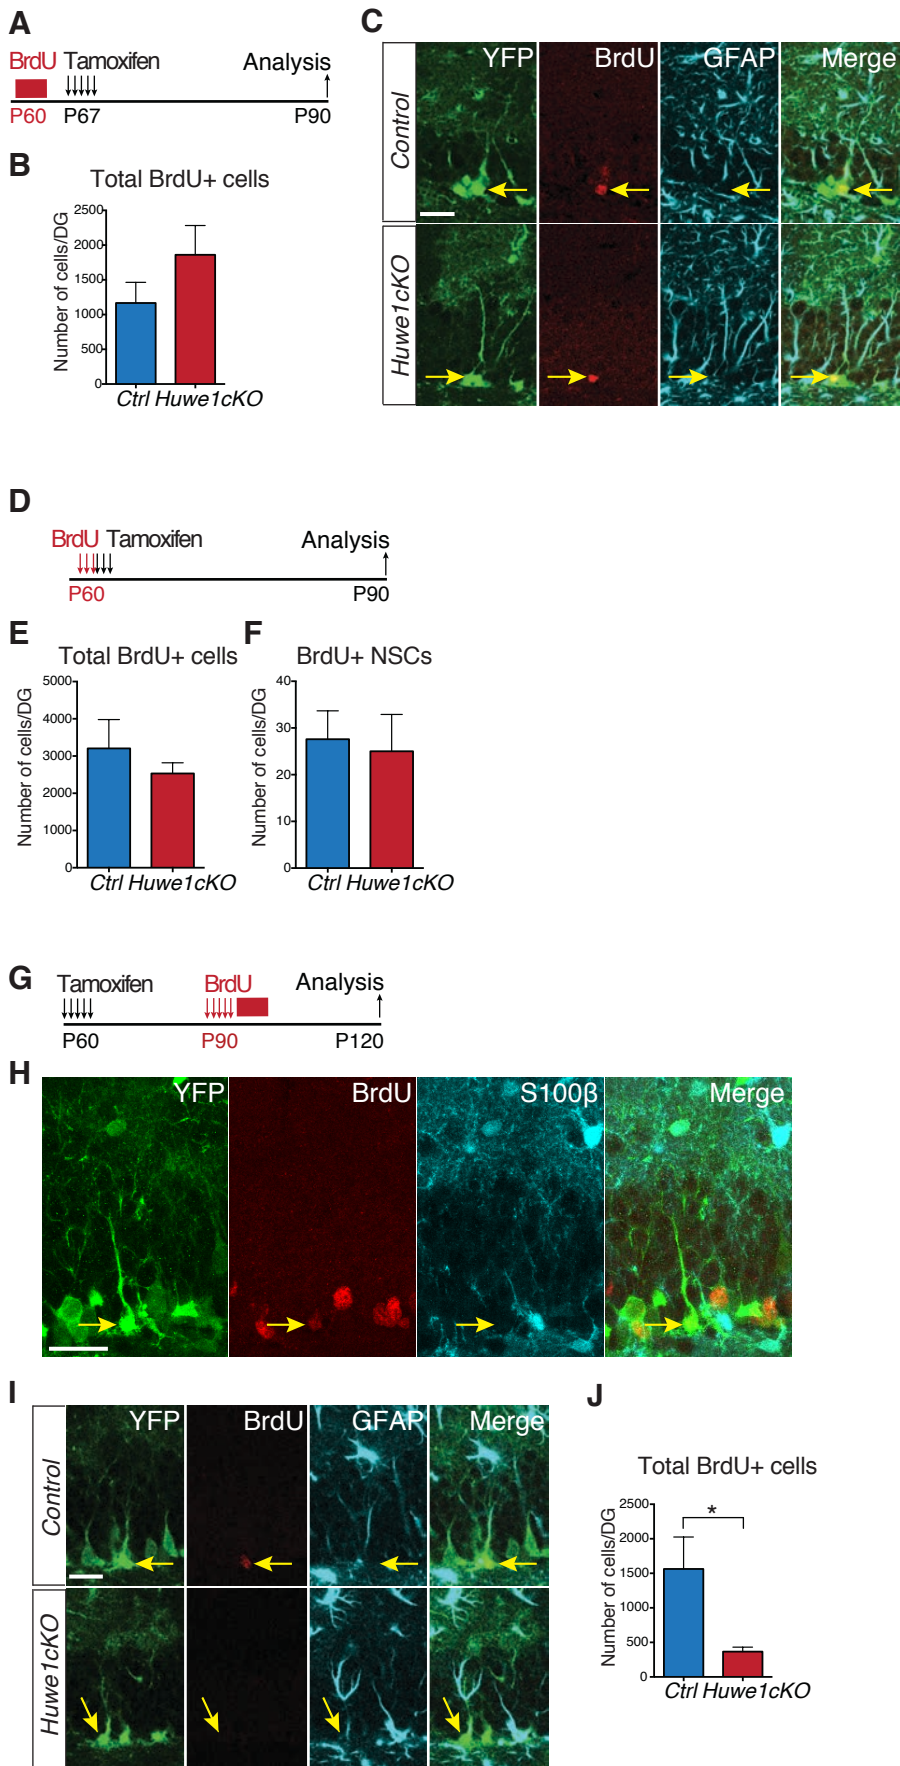 A
BrdU Tamoxifen Analysis
P60 P67 P90
B
Total BrdU+ cells
Number of cells/DG
2500
2000
1500
1000
500
0
Ctrl Huwe1cKO
C
YFP BrdU GFAP Merge
Control
Huwe1cKO
D
BrdU Tamoxifen Analysis
P60 P90
E
Total BrdU+ cells
Number of cells/DG
5000
4000
3000
2000
1000
0
Ctrl Huwe1cKO
F
BrdU+ NSCs
Number of cells/DG
40
30
20
10
0
Ctrl Huwe1cKO
G
Tamoxifen BrdU Analysis
P60 P90 P120
H
YFP BrdU S100β Merge
I
YFP BrdU GFAP Merge
Control
Huwe1cKO
J
Total BrdU+ cells
Number of cells/DG
2500
2000
1500
1000
500
0
*
Ctrl Huwe1cKO